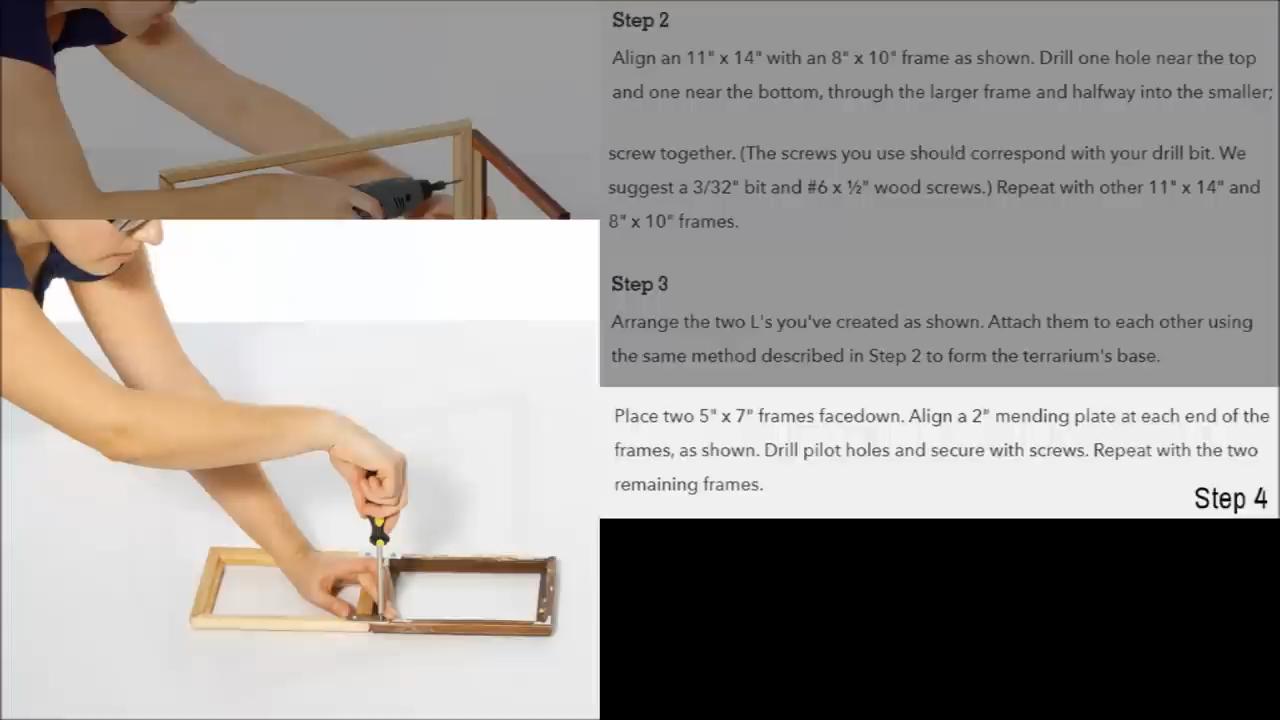 Step 2
Align an 11" x 14" with an 8" x 10" frame as shown. Drill one hole near the top
and one near the bottom, through the larger frame and halfway into the smaller;
screw together. (The screws you use should correspond with your drill bit. We
suggest a 3/32" bit and #6 x ½" wood screws.) Repeat with other 11" x 14" and
8" x 10" frames.
Step 3
Arrange the two L's you've created as shown. Attach them to each other using
the same method described in Step 2 to form the terrarium's base.
Place two 5" x 7" frames facedown. Align a 2" mending plate at each end of the
frames, as shown. Drill pilot holes and secure with screws. Repeat with the two
remaining frames.
Step 4